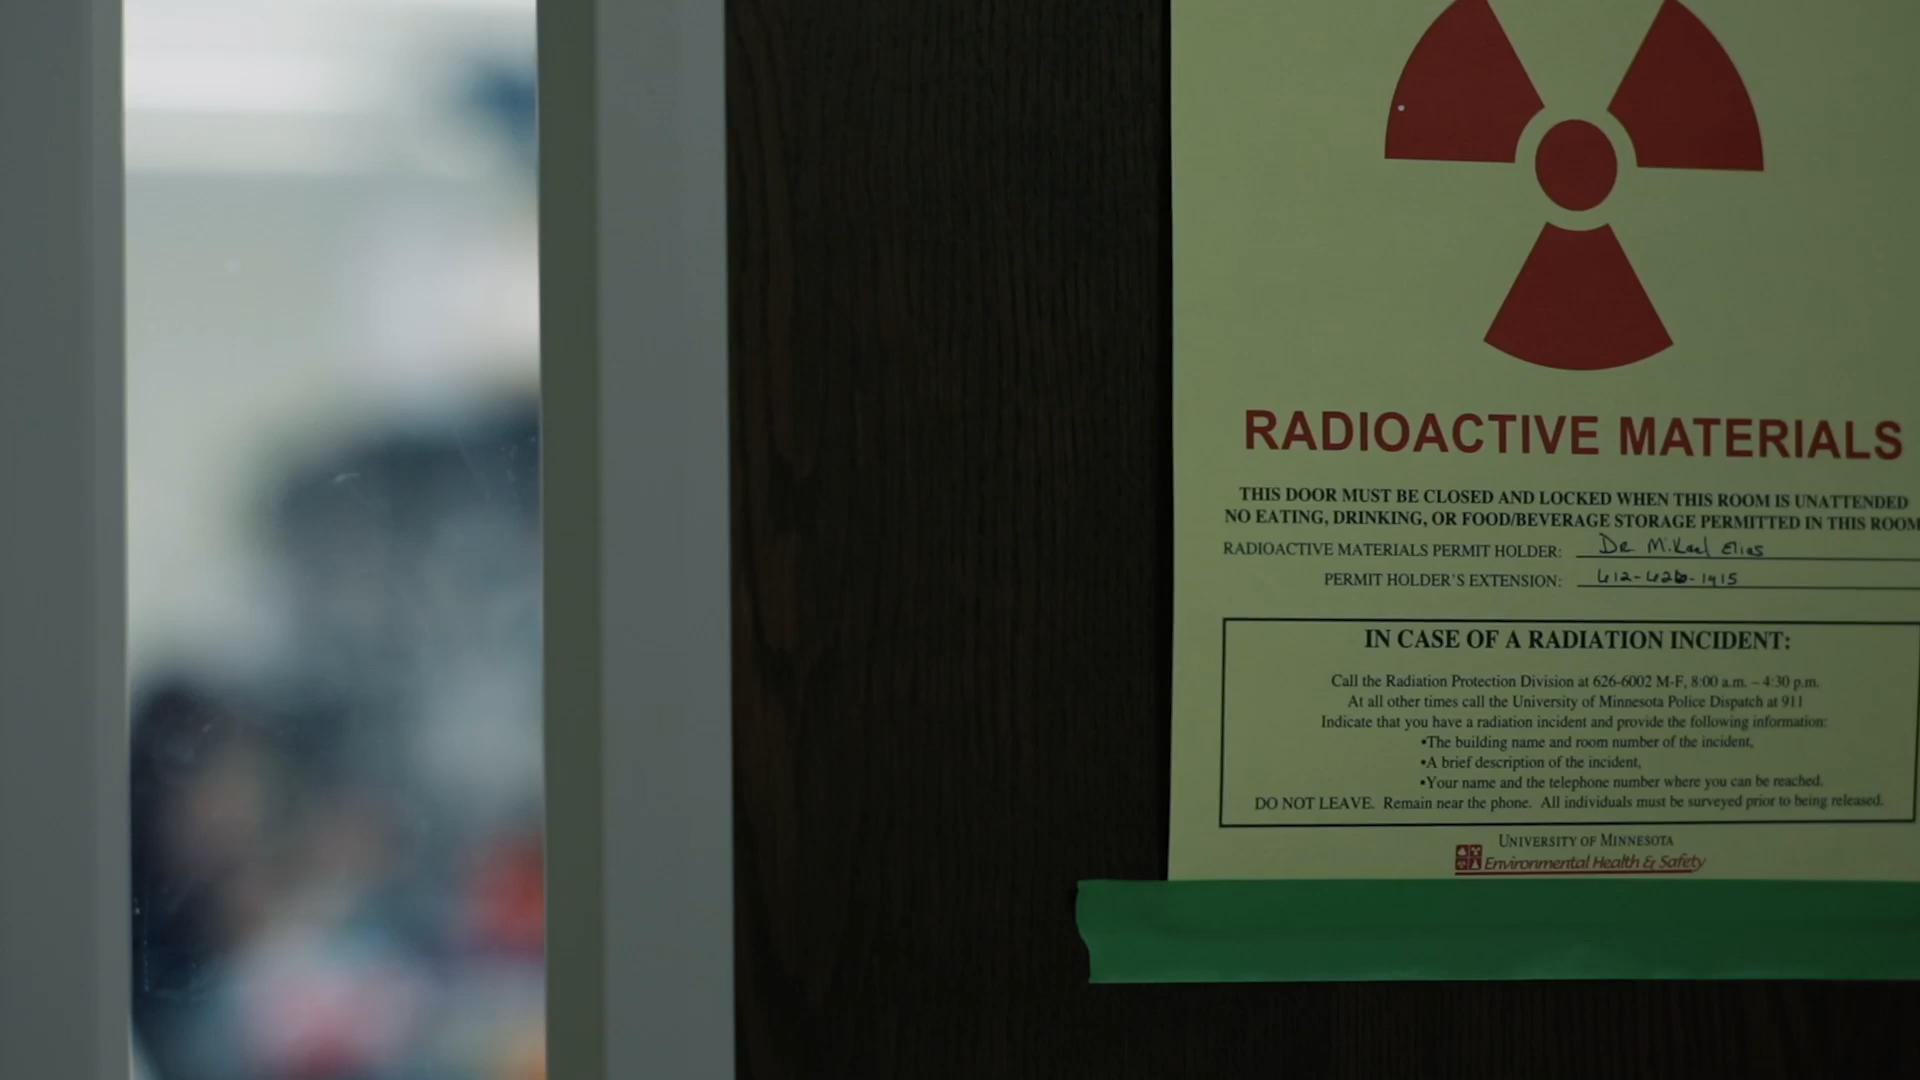 RADIOACTIVE MATERIALS
THIS DOOR MUST BE CLOSED AND LOCKED WHEN THIS ROOM IS UNATTENDED
NO EATING, DRINKING, OR FOOD/BEVERAGE STORAGE PERMITTED IN THIS ROOM
RADIOACTIVE MATERIALS PERMIT HOLDER: Dr Mikael Elias
PERMIT HOLDER'S EXTENSION: 612-626-1915
IN CASE OF A RADIATION INCIDENT:
Call the Radiation Protection Division at 626-6002 M-F, 8:00 a.m. – 4:30 p.m.
At all other times call the University of Minnesota Police Dispatch at 911
Indicate that you have a radiation incident and provide the following information:
•The building name and room number of the incident,
•A brief description of the incident,
•Your name and the telephone number where you can be reached.
DO NOT LEAVE. Remain near the phone. All individuals must be surveyed prior to being released.
UNIVERSITY OF MINNESOTA
Environmental Health & Safety